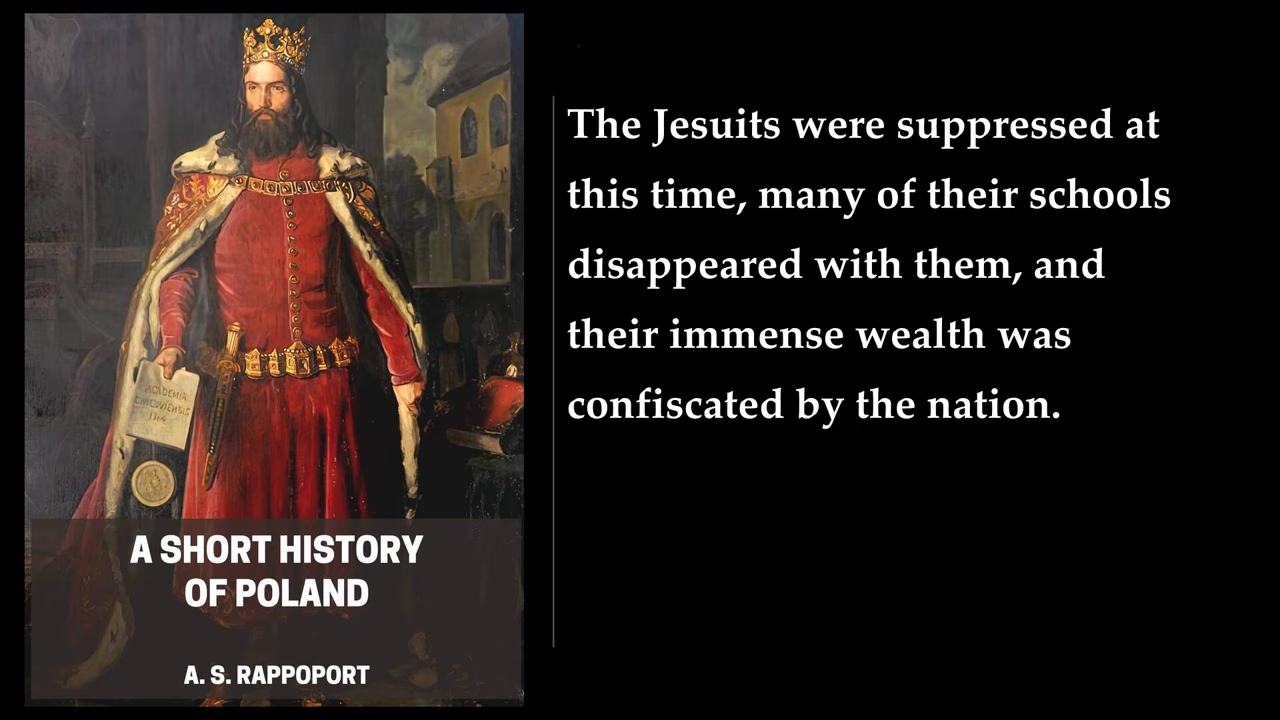 ACADEMIA
A SHORT HISTORY
OF POLAND
A. S. RAPPOPORT
The Jesuits were suppressed at
this time, many of their schools
disappeared with them, and
their immense wealth was
confiscated by the nation.